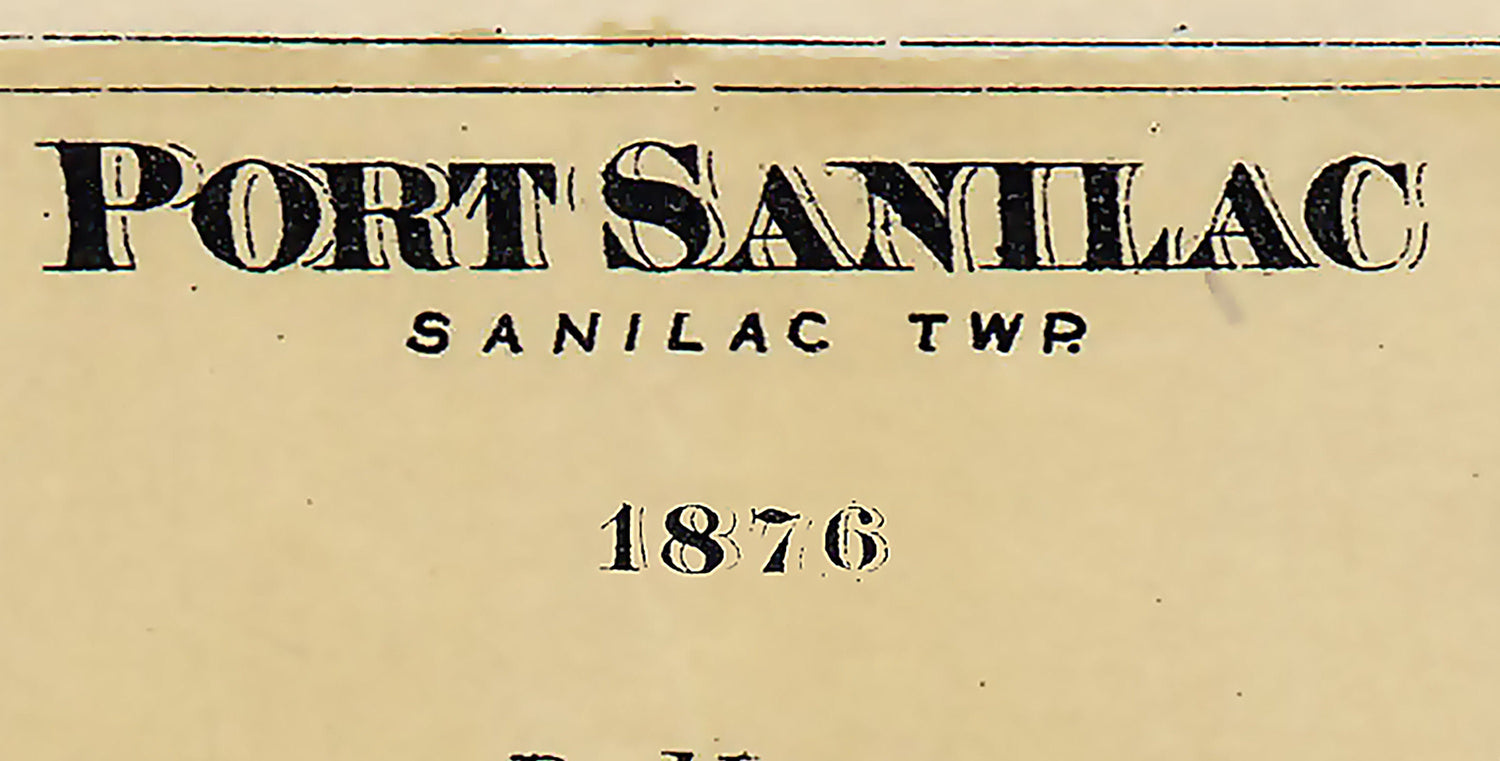 PORT SANILAC
SANILAC TWP.
1876